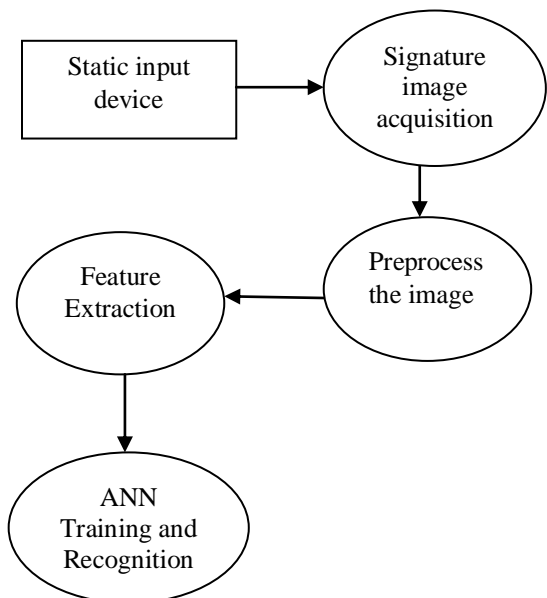 Static input
device
Signature
image
acquisition
Preprocess
the image
Feature
Extraction
ANN
Training and
Recognition